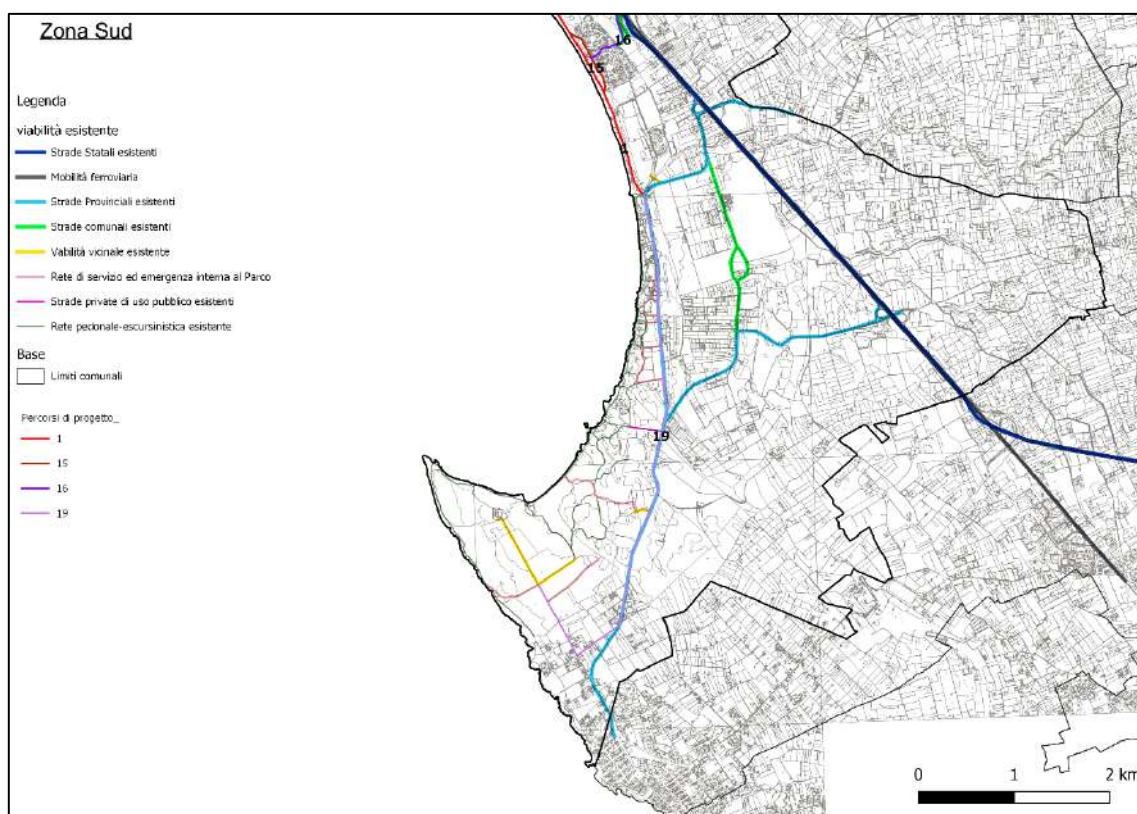 Zona Sud
Legenda
viabilità esistente
Strade Statali esistenti
Mobilità ferroviaria
Strade Provinciali esistenti
Strade comunali esistenti
Viabilità vicinale esistente
Rete di servizio ed emergenza interna al Parco
Strade private di uso pubblico esistenti
Rete pedonale-escursinistica esistente
Base
Limiti comunali
Percorsi di progetto_
1
15
16
19
16
15
1
19
0 1 2 km